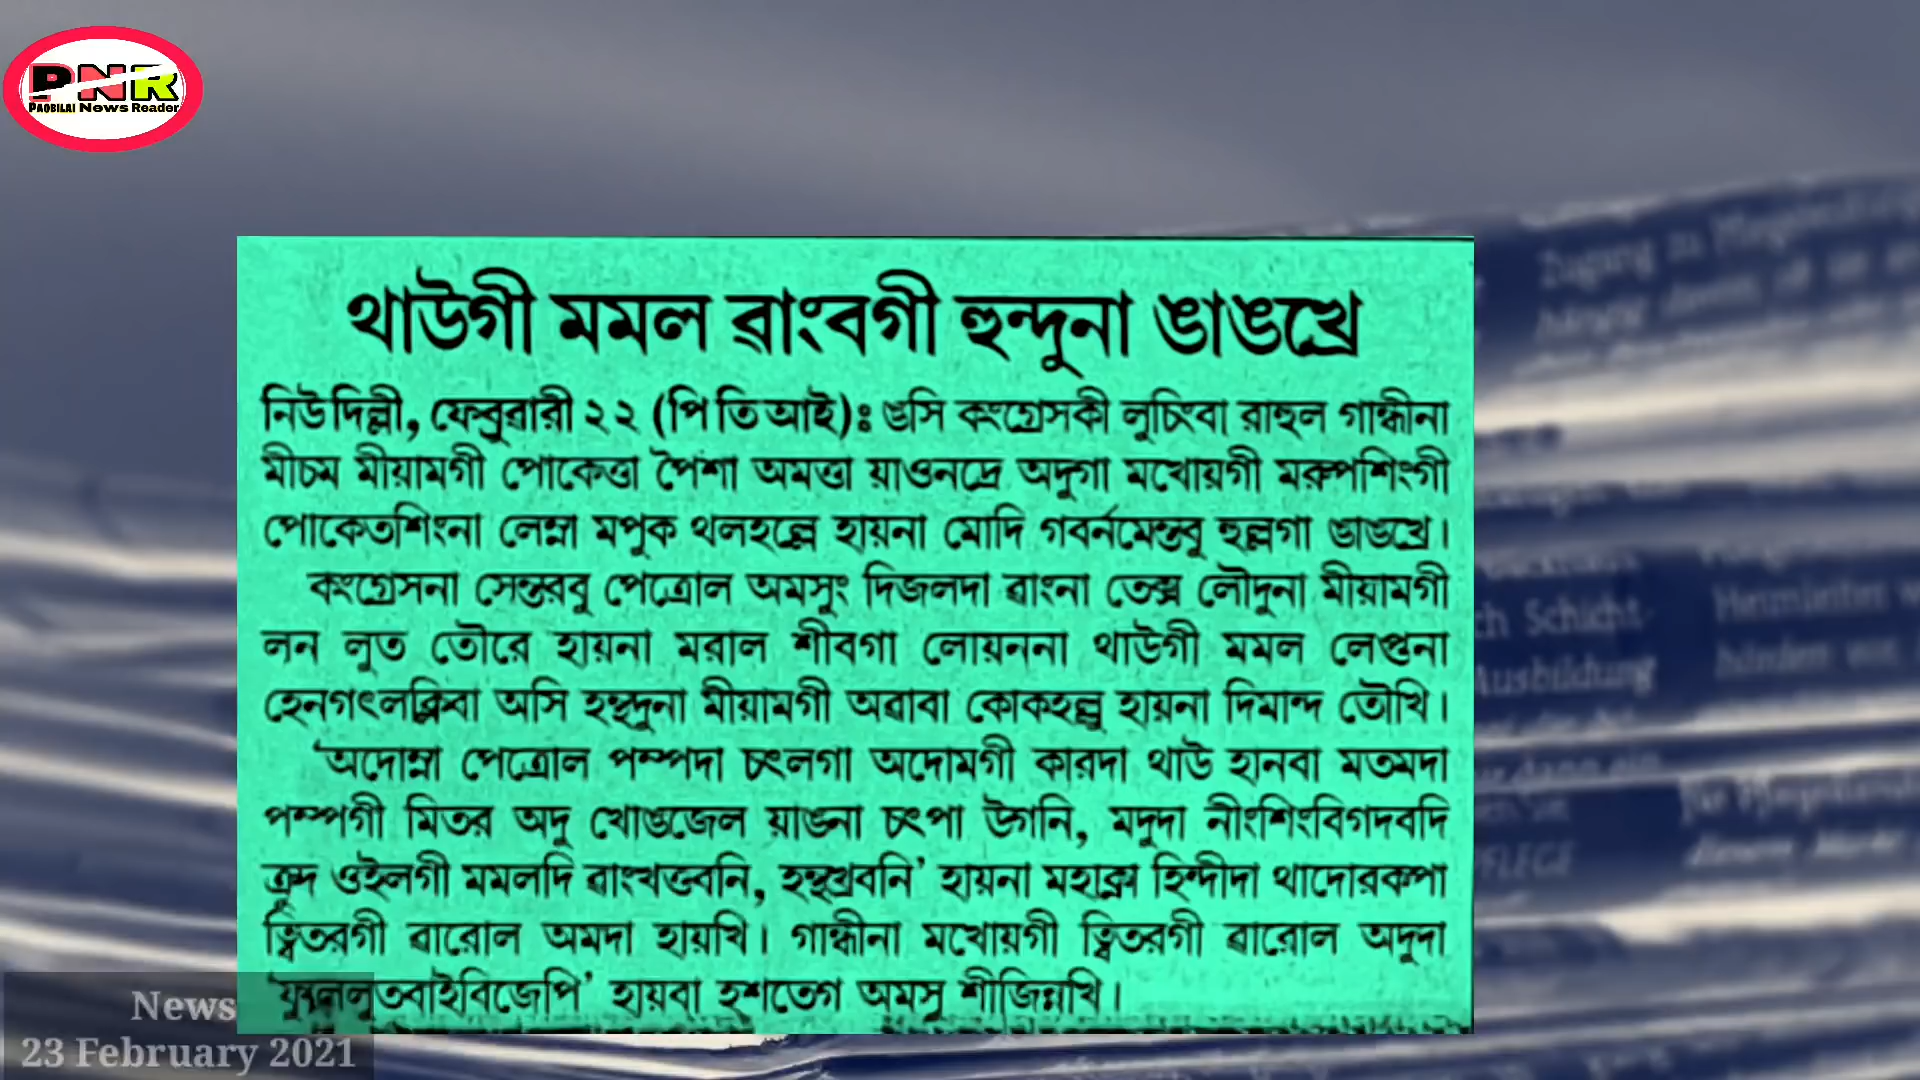 PNR
PAOBILAI News Reader
থাউগী মমল ৱাংবগী হুন্দুনা ঙাঙখ্রে
নিউ দিল্লী, ফেব্রুৱারী ২২ (পি তি আই)ঃ ঙসি কংগ্রেসকী লুচিংবা রাহুল গান্ধীনা
মীচম মীয়ামগী পোকেত্তা পৈশা অমত্তা য়াওনদ্রে অদুগা মখোয়গী মরূপশিংগী
পোকেতশিংনা লেম্না মপুক থলহল্লে হায়না মোদি গবর্নমেন্তবু হুল্লগা ঙাঙখ্রে।
কংগ্রেসনা সেন্তরবু পেত্রোল অমসুং দিজলদা ৱাংনা তেক্স লৌদুনা মীয়ামগী
লন লুত তৌরে হায়না মরাল শীবগা লোয়ননা থাউগী মমল লেপ্তুনা
হেনগৎলক্লিবা অসি হন্থদুনা মীয়ামগী অৱাবা কোকহল্লু হায়না দিমান্দ তৌখি।
'অদোম্না পেত্রোল পম্পদা চৎলগা অদোমগী কারদা থাউ হানবা মতমদা
পম্পগী মিতর অদু খোঙজেল য়াঙনা চৎপা উগনি, মদুদা নীংশিংবিগদবদি
ক্রূদ ওইলগী মমলদি ৱাংখত্তবনি, হন্থখ্রবনি' হায়না মহাক্না হিন্দীদা থাদোরকপা
ত্বিতরগী ৱারোল অমদা হায়খি। গান্ধীনা মখোয়গী ত্বিতরগী ৱারোল অদুদা
হায়বা হশতেগ অমসু শীজিন্নখি।
News
23 February 2021